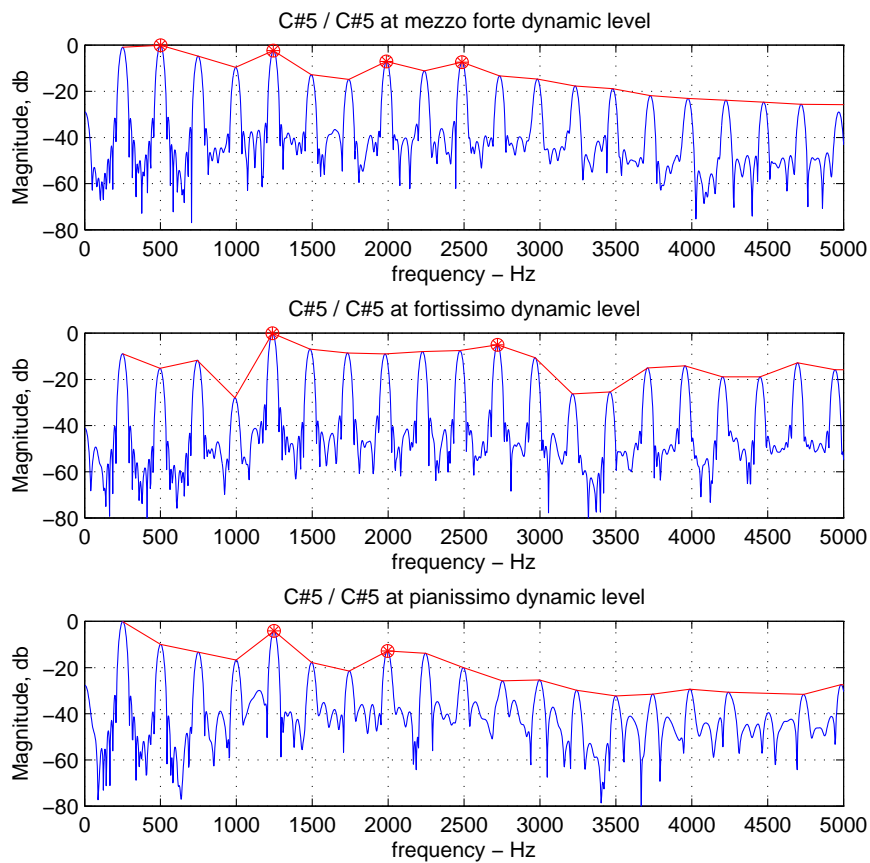 C#5 / C#5 at mezzo forte dynamic level
Magnitude, db
0
−20
−40
−60
−80
0 500 1000 1500 2000 2500 3000 3500 4000 4500 5000
frequency − Hz
C#5 / C#5 at fortissimo dynamic level
Magnitude, db
0
−20
−40
−60
−80
0 500 1000 1500 2000 2500 3000 3500 4000 4500 5000
frequency − Hz
C#5 / C#5 at pianissimo dynamic level
Magnitude, db
0
−20
−40
−60
−80
0 500 1000 1500 2000 2500 3000 3500 4000 4500 5000
frequency − Hz